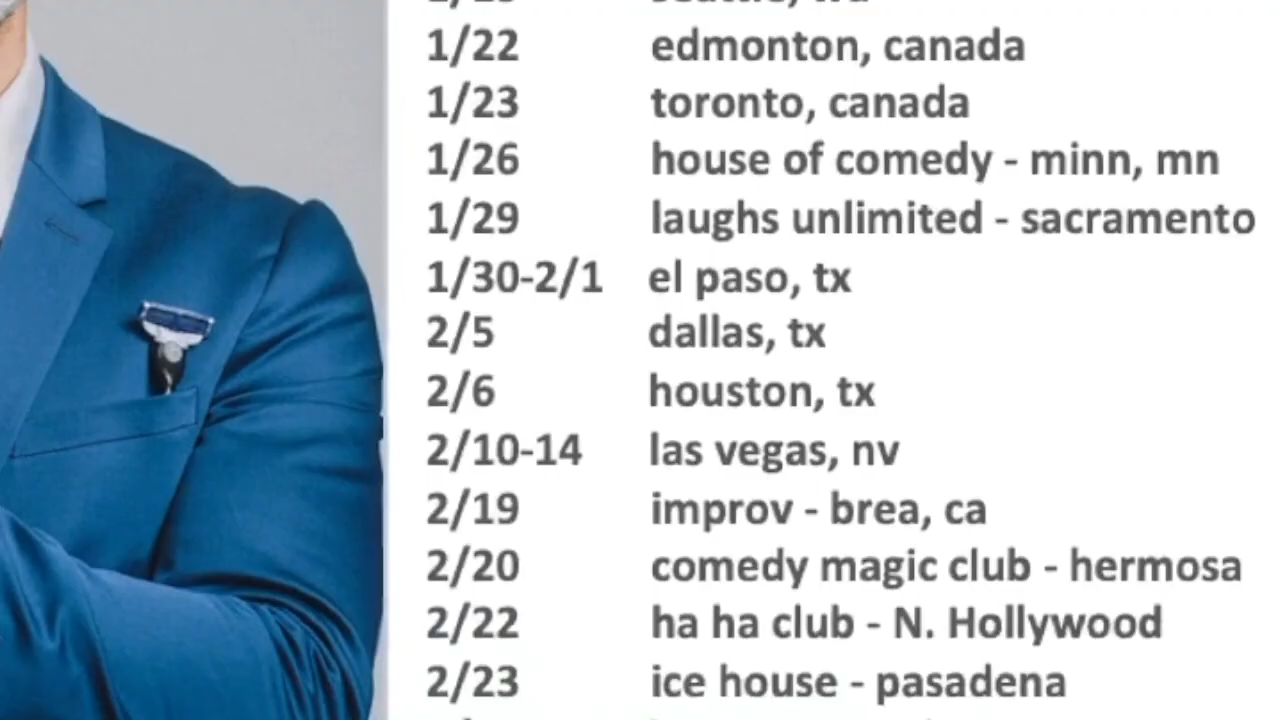 1/22 edmonton, canada
1/23 toronto, canada
1/26 house of comedy - minn, mn
1/29 laughs unlimited - sacramento
1/30-2/1 el paso, tx
2/5 dallas, tx
2/6 houston, tx
2/10-14 las vegas, nv
2/19 improv - brea, ca
2/20 comedy magic club - hermosa
2/22 ha ha club - N. Hollywood
2/23 ice house - pasadena